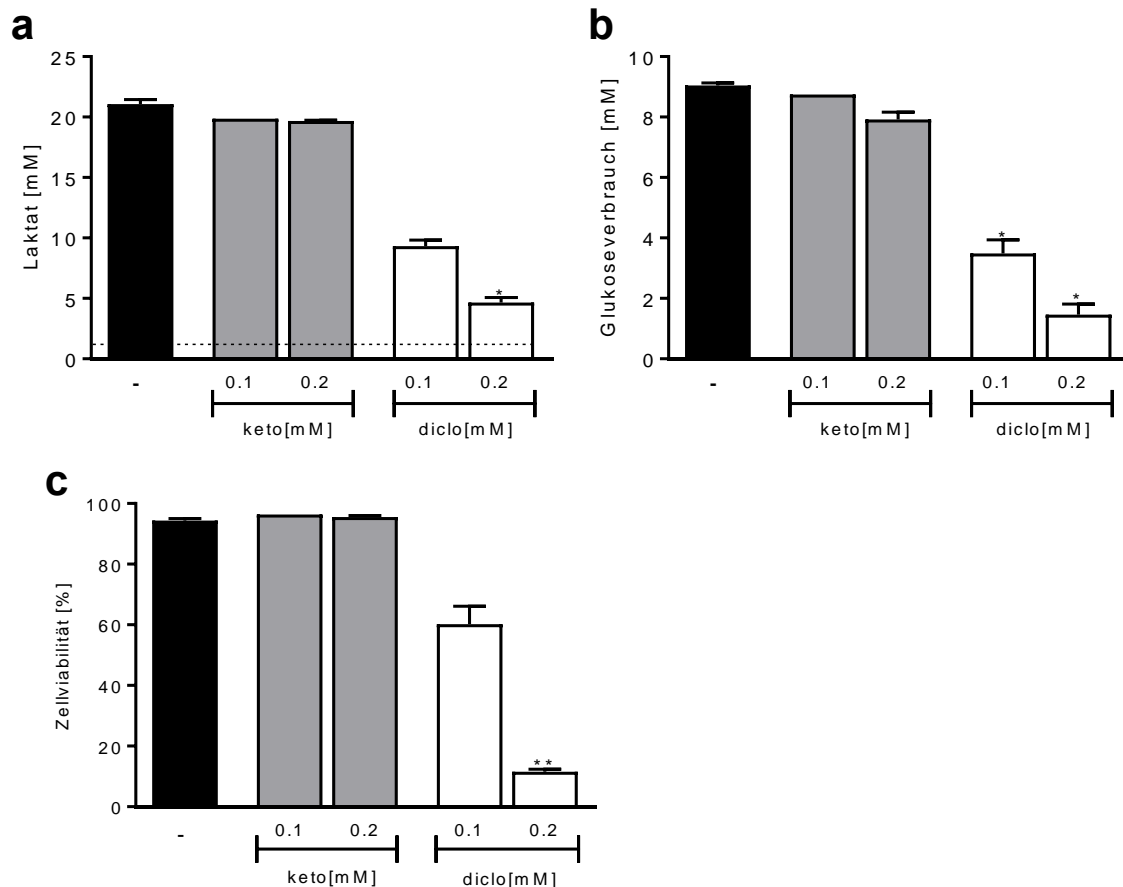 a
25
20
15
10
5
0
Laktat [mM]
*
- 0.1 0.2 0.1 0.2
keto[mM] diclo[mM]
b
10
8
6
4
2
0
Glukoseverbrauch [mM]
*
*
- 0.1 0.2 0.1 0.2
keto[mM] diclo[mM]
c
100
80
60
40
20
0
Zellviabilität [%]
**
- 0.1 0.2 0.1 0.2
keto[mM] diclo[mM]